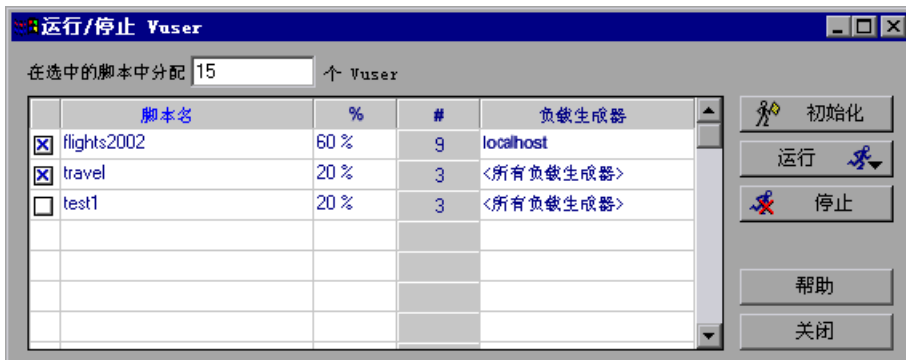 运行/停止 Vuser
在选中的脚本中分配 15 个 Vuser
脚本名 % # 负载生成器
flights2002 60 % 9 localhost
travel 20 % 3 <所有负载生成器>
test1 20 % 3 <所有负载生成器>
初始化
运行
停止
帮助
关闭